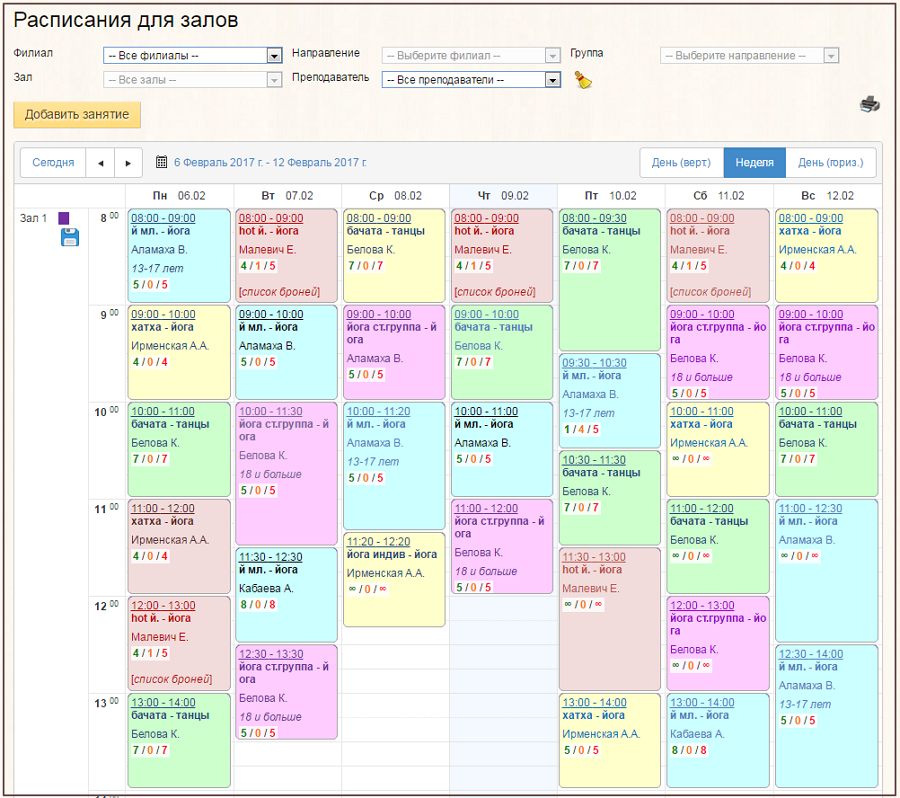 Расписания для залов
Филиал
-- Все филиалы --
Направление
-- Выберите филиал --
Группа
-- Выберите направление --
Зал
-- Все залы --
Преподаватель
-- Все преподаватели --
Добавить занятие
Сегодня
6 Февраль 2017 г. - 12 Февраль 2017 г.
День (верт.)
Неделя
День (гориз.)
Пн 06.02
Вт 07.02
Ср 08.02
Чт 09.02
Пт 10.02
Сб 11.02
Вс 12.02
Зал 1
8 00
9 00
10 00
11 00
12 00
13 00
08:00 - 09:00
й мл. - йога
Аламаха В.
13-17 лет
5 / 0 / 5
09:00 - 10:00
хатха - йога
Ирменская А.А.
4 / 0 / 4
10:00 - 11:00
бачата - танцы
Белова К.
7 / 0 / 7
11:00 - 12:00
хатха - йога
Ирменская А.А.
4 / 0 / 4
12:00 - 13:00
hot й. - йога
Малевич Е.
4 / 1 / 5
[список броней]
13:00 - 14:00
бачата - танцы
Белова К.
7 / 0 / 7
08:00 - 09:00
hot й. - йога
Малевич Е.
4 / 1 / 5
[список броней]
09:00 - 10:00
й мл. - йога
Аламаха В.
5 / 0 / 5
10:00 - 11:30
йога ст.группа - й
ога
Белова К.
18 и больше
5 / 0 / 5
11:30 - 12:30
й мл. - йога
Кабаева А.
8 / 0 / 8
12:30 - 13:30
йога ст.группа - й
ога
Белова К.
18 и больше
5 / 0 / 5
08:00 - 09:00
бачата - танцы
Белова К.
7 / 0 / 7
09:00 - 10:00
йога ст.группа - й
ога
Аламаха В.
5 / 0 / 5
10:00 - 11:20
й мл. - йога
Аламаха В.
13-17 лет
5 / 0 / 5
11:20 - 12:20
йога индив - йога
Ирменская А.А.
∞ / 0 / ∞
08:00 - 09:00
hot й. - йога
Малевич Е.
4 / 1 / 5
[список броней]
09:00 - 10:00
бачата - танцы
Белова К.
7 / 0 / 7
10:00 - 11:00
й мл. - йога
Аламаха В.
5 / 0 / 5
11:00 - 12:00
йога ст.группа - й
ога
Белова К.
18 и больше
5 / 0 / 5
08:00 - 09:30
бачата - танцы
Белова К.
7 / 0 / 7
09:30 - 10:30
й мл. - йога
Аламаха В.
13-17 лет
1 / 4 / 5
10:30 - 11:30
бачата - танцы
Белова К.
7 / 0 / 7
11:30 - 13:00
hot й. - йога
Малевич Е.
∞ / 0 / ∞
13:00 - 14:00
хатха - йога
Ирменская А.А.
5 / 0 / 5
08:00 - 09:00
hot й. - йога
Малевич Е.
4 / 1 / 5
[список броней]
09:00 - 10:00
йога ст.группа - йо
га
Белова К.
18 и больше
5 / 0 / 5
10:00 - 11:00
хатха - йога
Ирменская А.А.
∞ / 0 / ∞
11:00 - 12:00
бачата - танцы
Белова К.
∞ / 0 / ∞
12:00 - 13:00
йога ст.группа - йо
га
Белова К.
∞ / 0 / ∞
13:00 - 14:00
й мл. - йога
Кабаева А.
8 / 0 / 8
08:00 - 09:00
хатха - йога
Ирменская А.А.
4 / 0 / 4
09:00 - 10:00
йога ст.группа - йо
га
Белова К.
18 и больше
5 / 0 / 5
10:00 - 11:00
бачата - танцы
Белова К.
7 / 0 / 7
11:00 - 12:30
й мл. - йога
Аламаха В.
∞ / 0 / ∞
12:30 - 14:00
й мл. - йога
Аламаха В.
13-17 лет
5 / 0 / 5